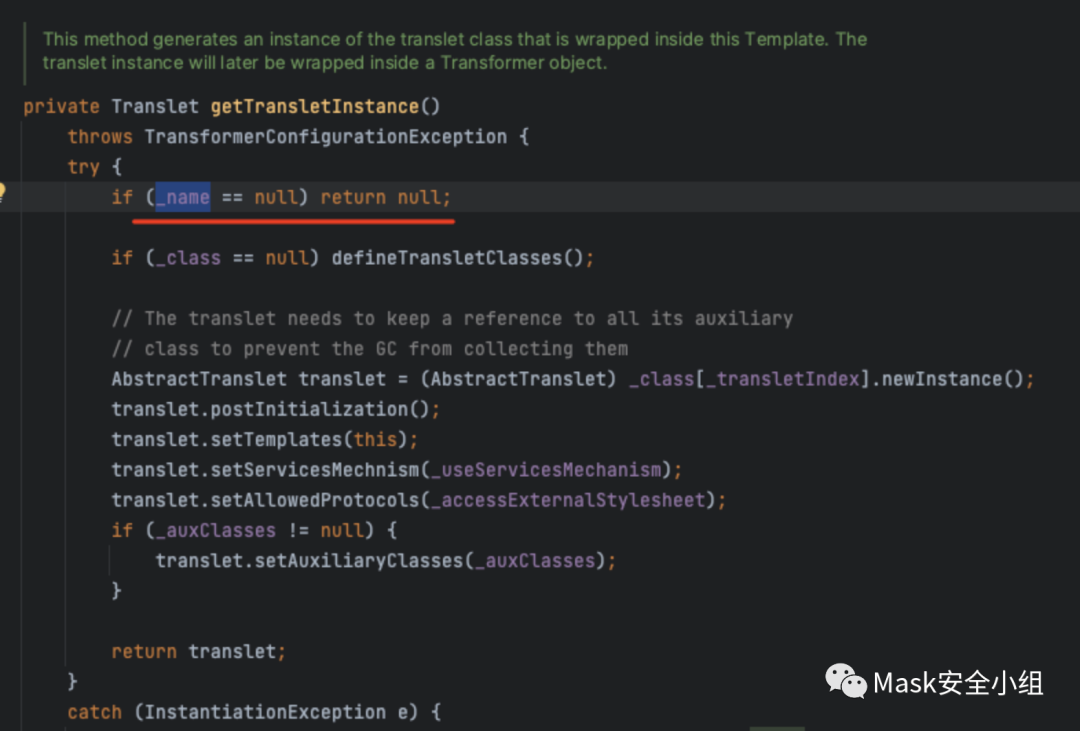 This method generates an instance of the translet class that is wrapped inside this Template. The
translet instance will later be wrapped inside a Transformer object.
private Translet getTransletInstance()
throws TransformerConfigurationException {
try {
if (_name == null) return null;
if (_class == null) defineTransletClasses();
// The translet needs to keep a reference to all its auxiliary
// class to prevent the GC from collecting them
AbstractTranslet translet = (AbstractTranslet) _class[_transletIndex].newInstance();
translet.postInitialization();
translet.setTemplates(this);
translet.setServicesMechnism(_useServicesMechanism);
translet.setAllowedProtocols(_accessExternalStylesheet);
if (_auxClasses != null) {
translet.setAuxiliaryClasses(_auxClasses);
}
return translet;
}
catch (InstantiationException e) {
Mask安全小组